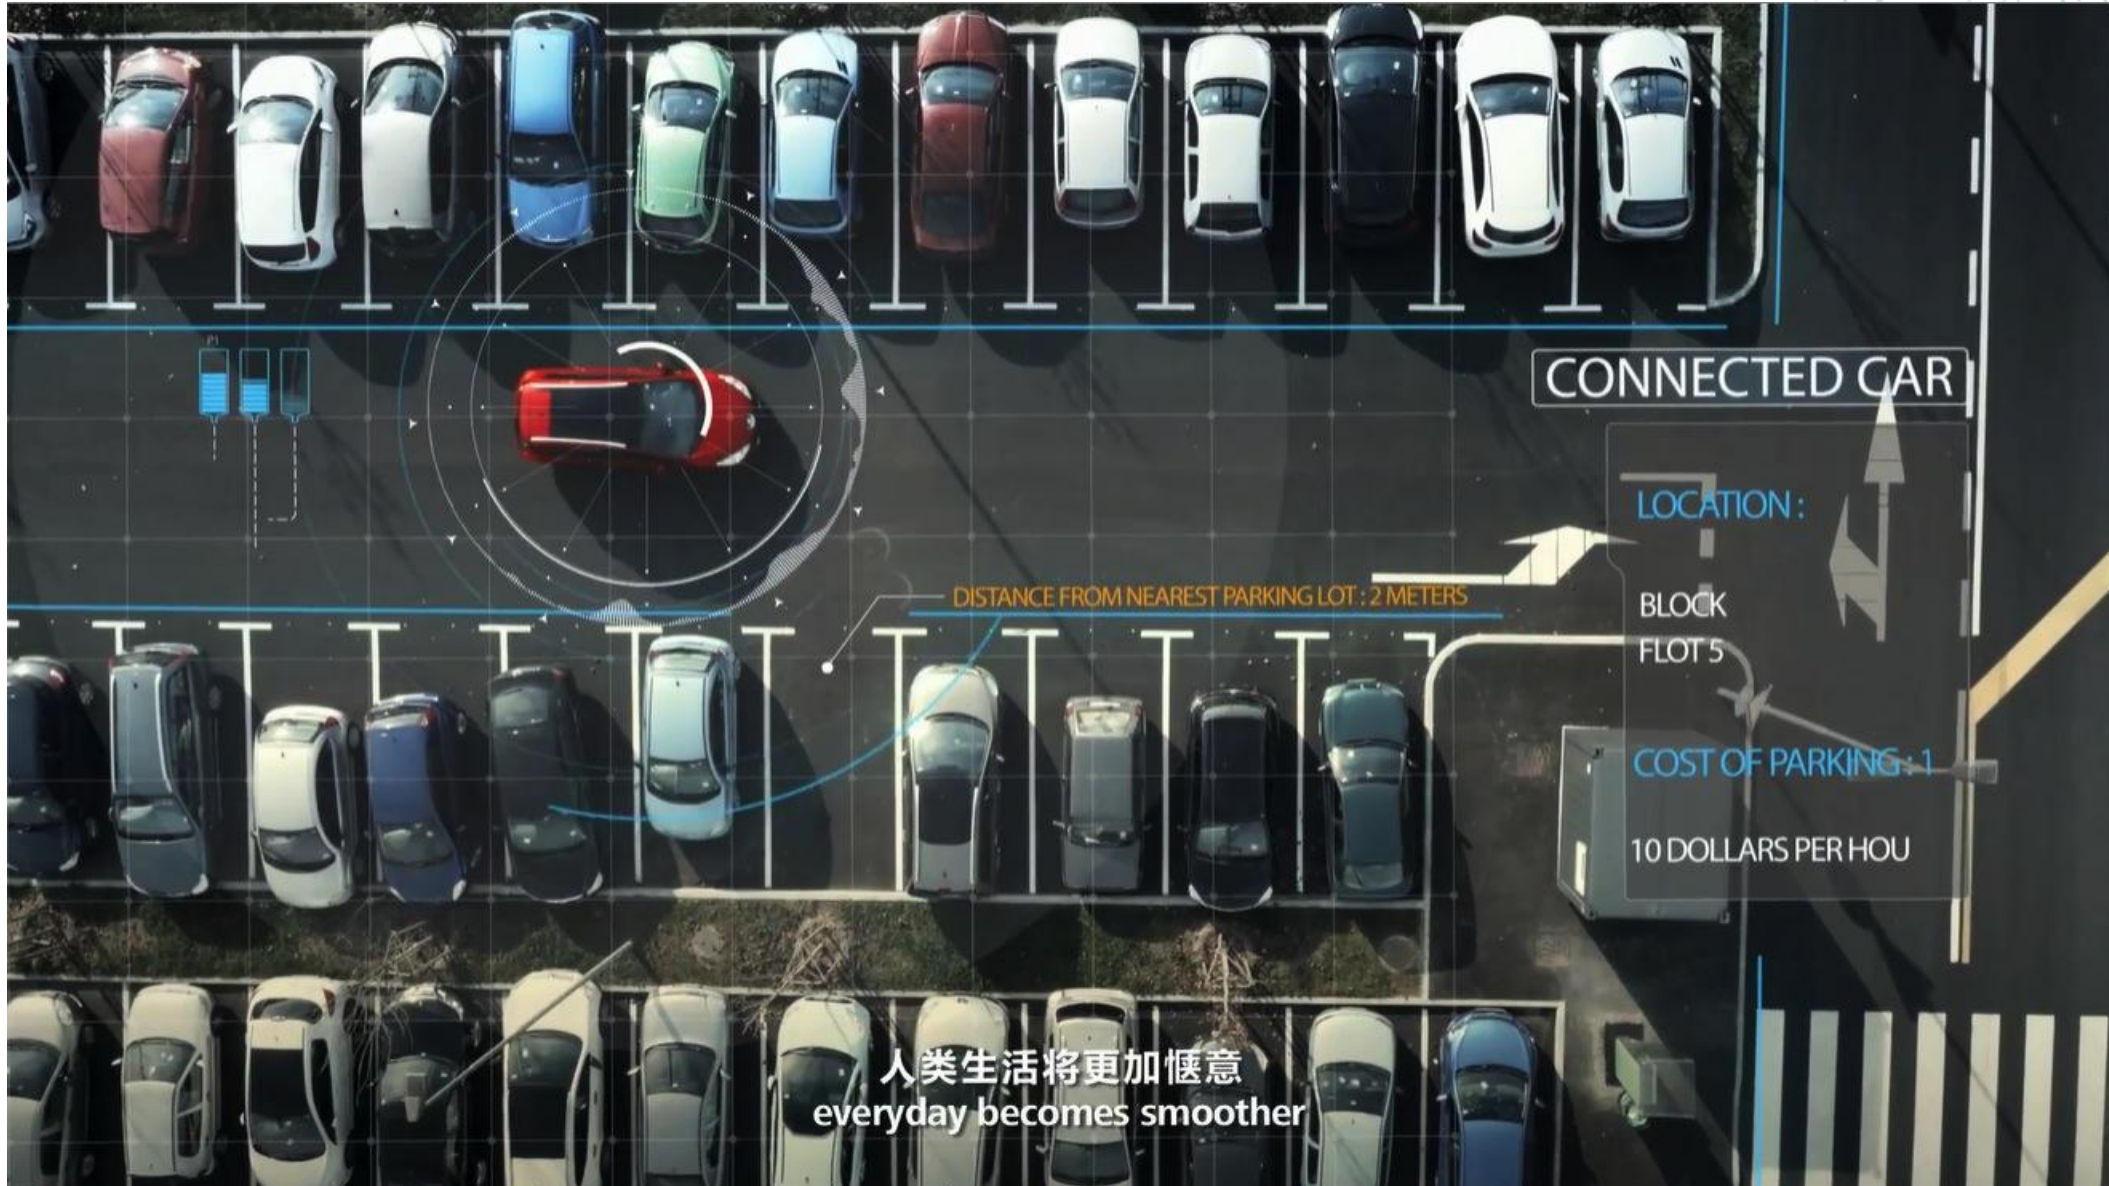 P1
CONNECTED CAR
LOCATION :
DISTANCE FROM NEAREST PARKING LOT : 2 METERS
BLOCK
FLOT 5
COST OF PARKING : 1
10 DOLLARS PER HOU
人类生活将更加惬意
everyday becomes smoother